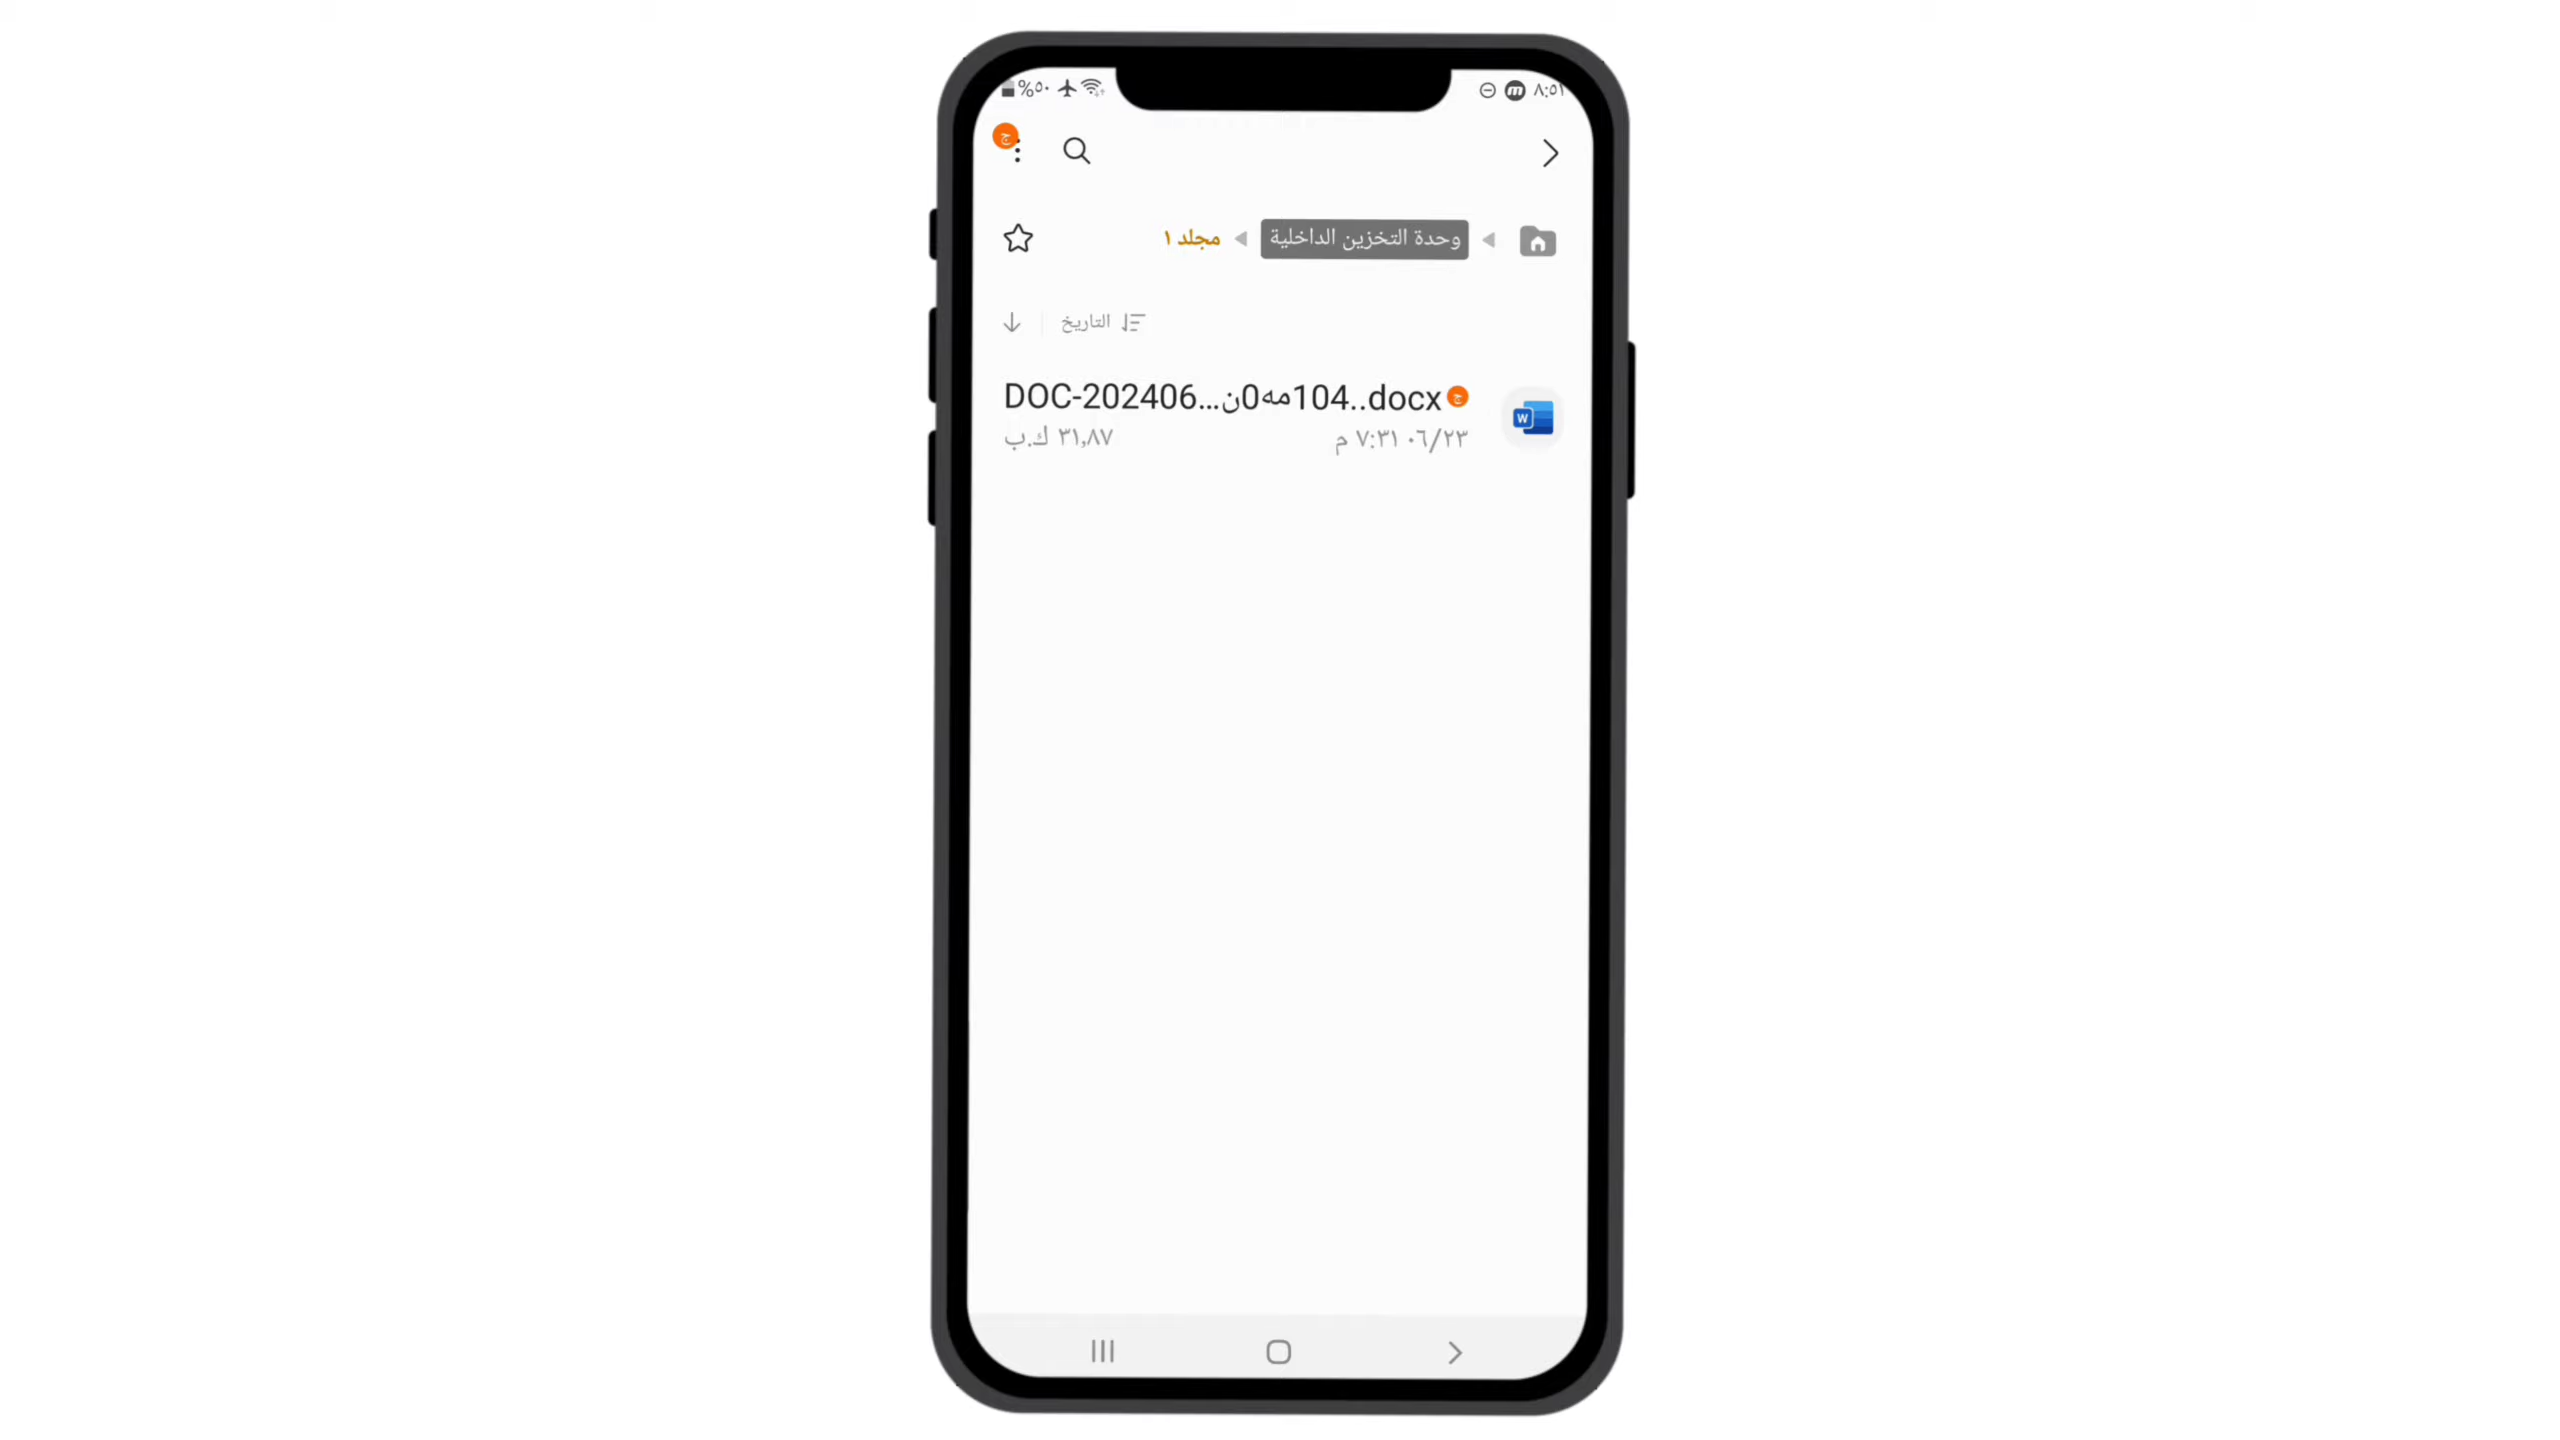 ٨:٥١ m %٥٠
ج
وحدة التخزين الداخلية مجلد ١
التاريخ
DOC-202406...ن0مه104..docx ج
W
٠٦/٢٣ ٧:٣١ م ٣١,٨٧ ك.ب